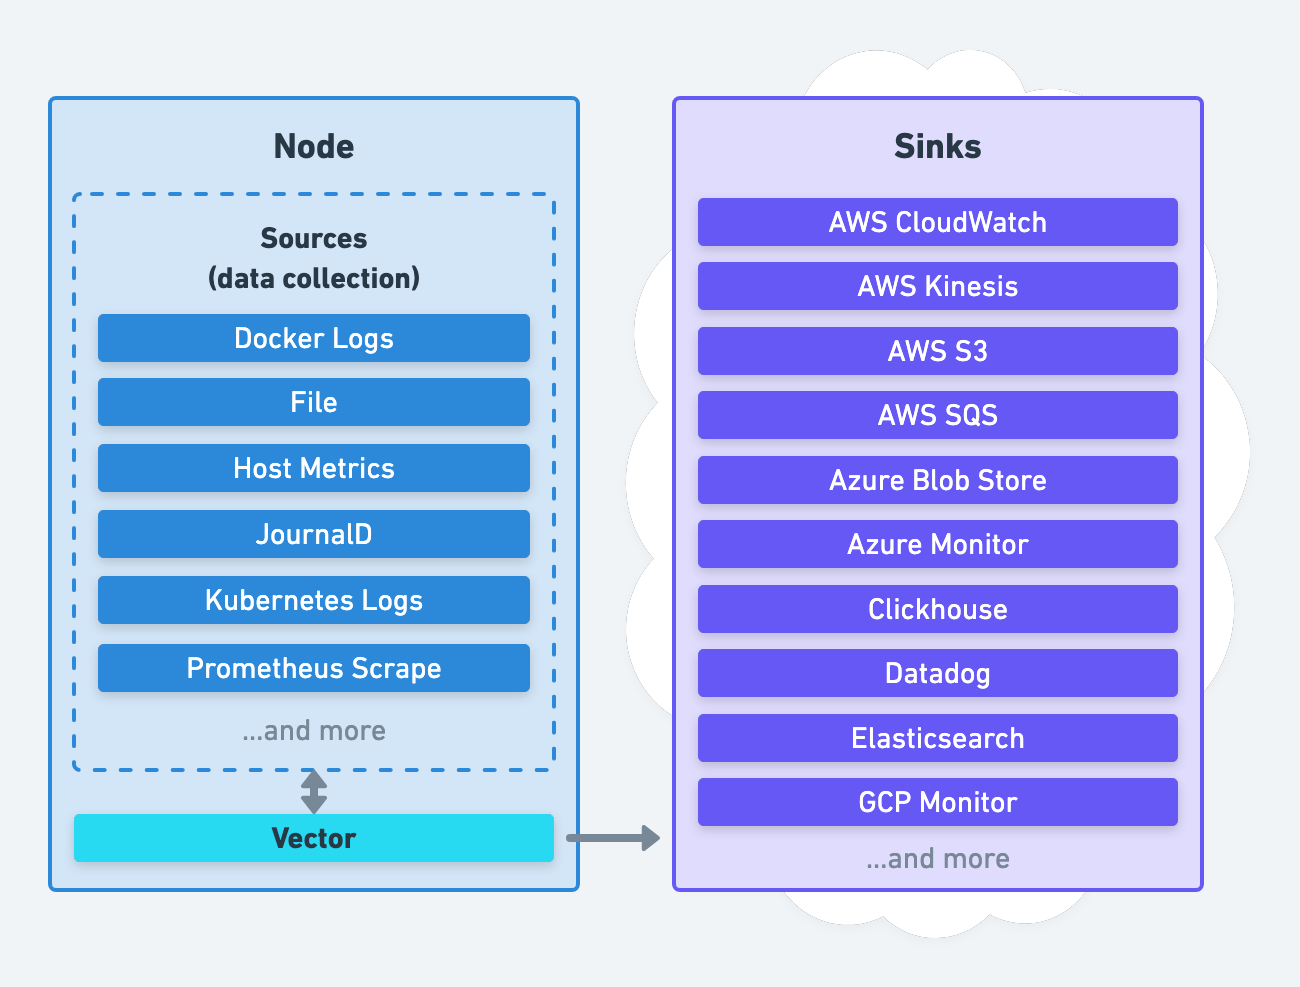 Node
Sources
(data collection)
Docker Logs
File
Host Metrics
JournalD
Kubernetes Logs
Prometheus Scrape
...and more
Vector
Sinks
AWS CloudWatch
AWS Kinesis
AWS S3
AWS SQS
Azure Blob Store
Azure Monitor
Clickhouse
Datadog
Elasticsearch
GCP Monitor
...and more